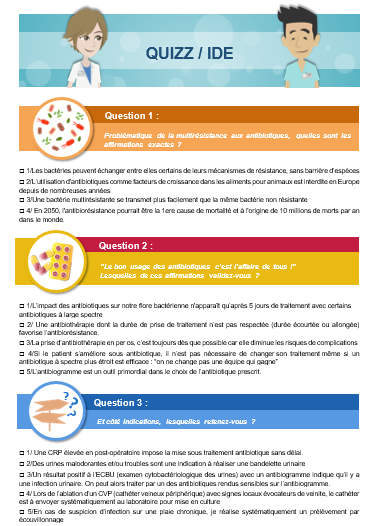 QUIZZ / IDE
Question 1 :
Problématique de la multirésistance aux antibiotiques, quelles sont les
affirmations exactes ?
□ 1/Les bactéries peuvent échanger entre elles certains de leurs mécanismes de résistance, sans barrière d'espèces
□ 2/L'utilisation d'antibiotiques comme facteurs de croissance dans les aliments pour animaux est interdite en Europe
depuis de nombreuses années
□ 3/Une bactérie multirésistante se transmet plus facilement que la même bactérie non résistante
□ 4/ En 2050, l'antibiorésistance pourrait être la 1ere cause de mortalité et à l'origine de 10 millions de morts par an
dans le monde.
Question 2 :
"Le bon usage des antibiotiques c'est l'affaire de tous !"
Lesquelles de ces affirmations validez-vous ?
□ 1/L'impact des antibiotiques sur notre flore bactérienne n'apparaît qu'après 5 jours de traitement avec certains
antibiotiques à large spectre
□ 2/ Une antibiothérapie dont la durée de prise de traitement n'est pas respectée (durée écourtée ou allongée)
favorise l'antibiorésistance.
□ 3/La prise d'antibiothérapie en per os, c'est toujours dès que possible car elle diminue les risques de complications
□ 4/Si le patient s'améliore sous antibiotique, il n'est pas nécessaire de changer son traitement même si un
antibiotique à spectre plus étroit est efficace : "on ne change pas une équipe qui gagne"
□ 5/L'antibiogramme est un outil primordial dans le choix de l'antibiotique prescrit.
Question 3 :
Et côté indications, lesquelles retenez-vous ?
□ 1/ Une CRP élevée en post-opératoire impose la mise sous traitement antibiotique sans délai.
□ 2/Des urines malodorantes et/ou troubles sont une indication à réaliser une bandelette urinaire
□ 3/Un résultat positif à l'ECBU (examen cytobactériologique des urines) avec un antibiogramme indique qu'il y a
une infection urinaire. On peut alors traiter par un des antibiotiques rendus sensibles sur l'antibiogramme.
□ 4/ Lors de l'ablation d'un CVP (cathéter veineux périphérique) avec signes locaux évocateurs de veinite, le cathéter
est à envoyer systématiquement au laboratoire pour mise en culture
□ 5/En cas de suspicion d'infection sur une plaie chronique, je réalise systématiquement un prélèvement par
écouvillonnage